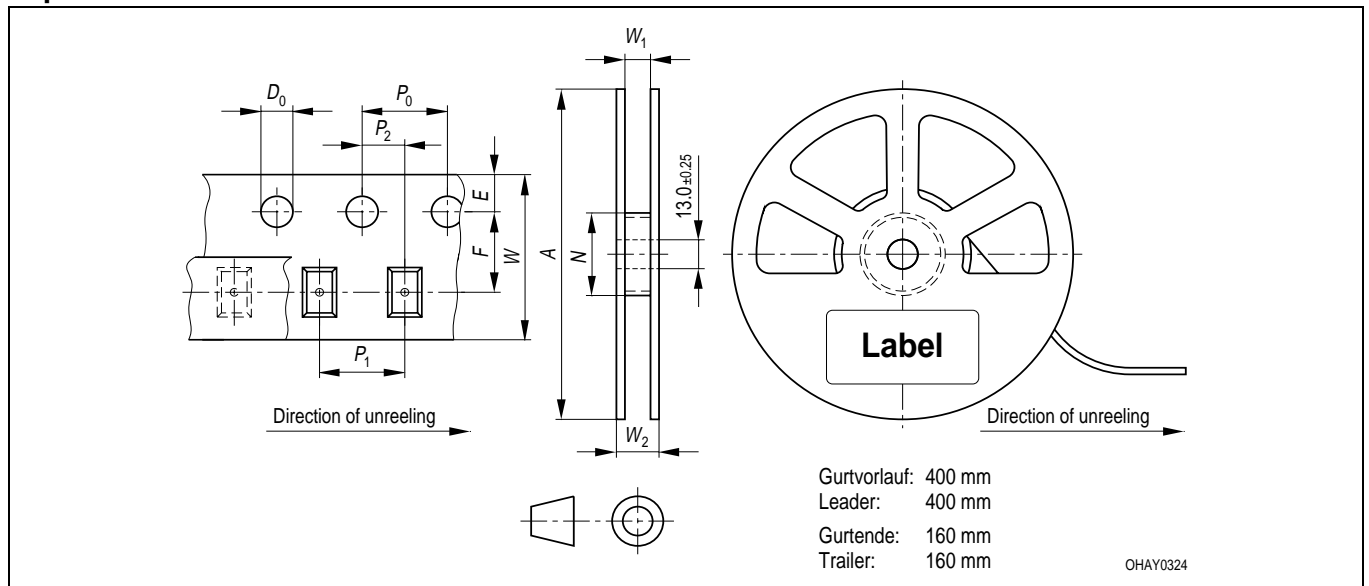 W₁
D₀
P₀
P₂
E
F
W
A
N
13.0 ±0.25
P₁
Label
Direction of unreeling
W₂
Direction of unreeling
Gurtvorlauf: 400 mm
Leader: 400 mm
Gurtende: 160 mm
Trailer: 160 mm
OHAY0324